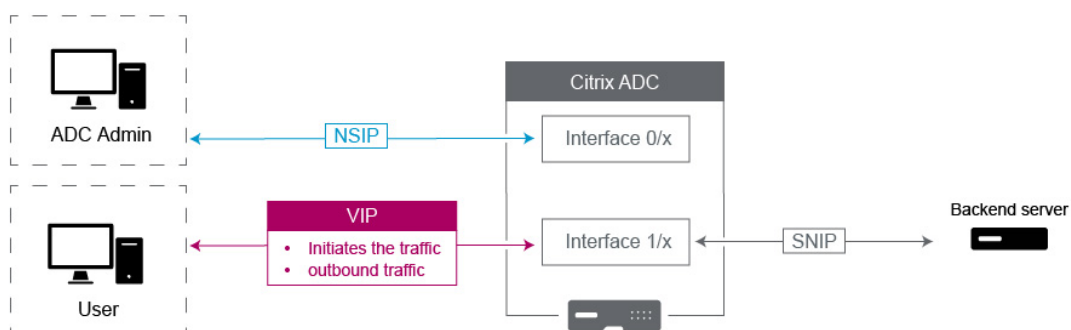 Citrix ADC
ADC Admin
NSIP
Interface 0/x
VIP
• Initiates the traffic
• outbound traffic
Interface 1/x
SNIP
Backend server
User